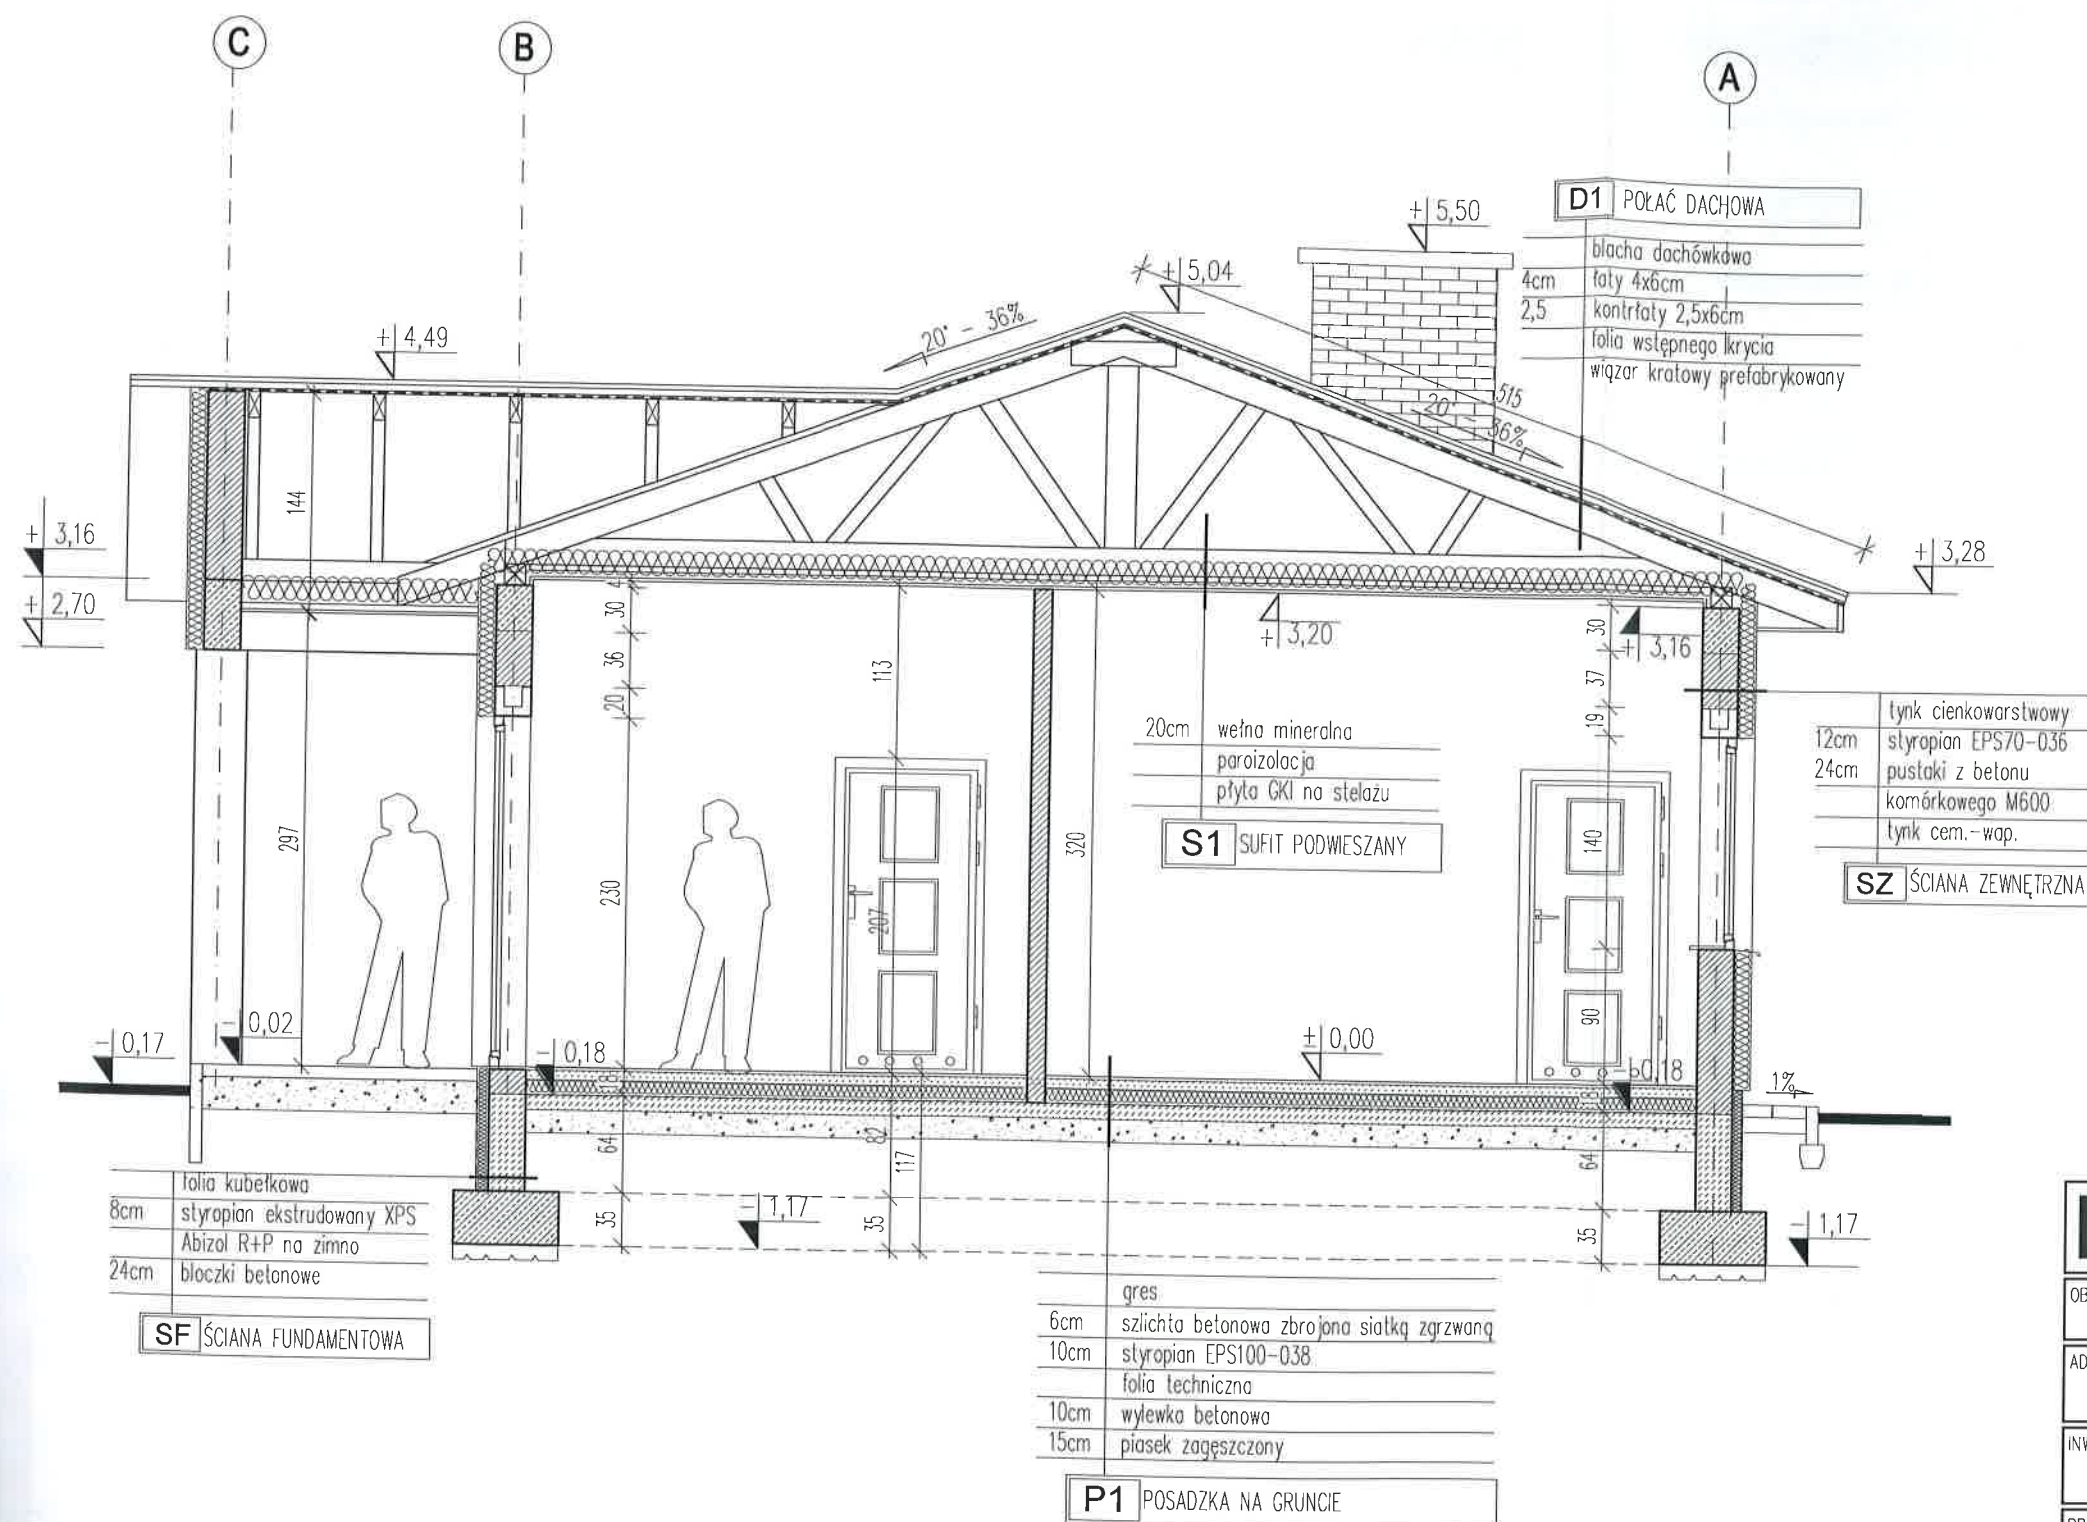 C
B
A
D1 POŁAĆ DACHOWA
blacha dachówkowa
4cm łaty 4x6cm
2,5 kontrłaty 2,5x6cm
folia wstępnego krycia
wiązar kratowy prefabrykowany
+5,50
+5,04
20° - 36%
+4,49
515
20° - 36%
144
+3,16
+2,70
+3,28
4
30
36
20
230
18
64
35
113
207
82
35
117
320
297
+3,20
+3,16
30
37
19
140
90
18
64
35
20cm wełna mineralna
paroizolacja
płyta GKI na stelażu
S1 SUFIT PODWIESZANY
tynk cienkowarstwowy
12cm styropian EPS70-036
24cm pustaki z betonu
komórkowego M600
tynk cem.-wap.
SZ ŚCIANA ZEWNĘTRZNA
-0,17
-0,02
-0,18
±0,00
-0,18
1%
-1,17
-1,17
folia kubełkowa
8cm styropian ekstrudowany XPS
Abizol R+P na zimno
24cm bloczki betonowe
SF ŚCIANA FUNDAMENTOWA
gres
6cm szlichta betonowa zbrojona siatką zgrzwaną
10cm styropian EPS100-038
folia techniczna
10cm wylewka betonowa
15cm piasek zagęszczony
P1 POSADZKA NA GRUNCIE
OB
AD
INW